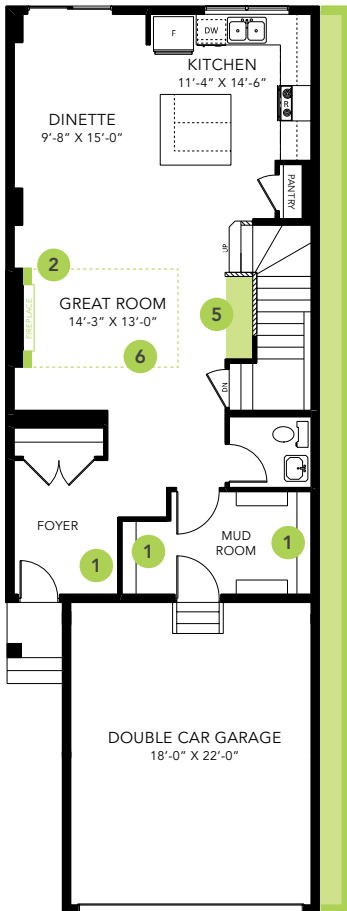 F
DW
KITCHEN
11'-4" X 14'-6"
R
DINETTE
9'-8" X 15'-0"
PANTRY
UP
2
FIREPLACE
GREAT ROOM
14'-3" X 13'-0"
5
6
DN
FOYER
1
1
MUD
ROOM
1
DOUBLE CAR GARAGE
18'-0" X 22'-0"